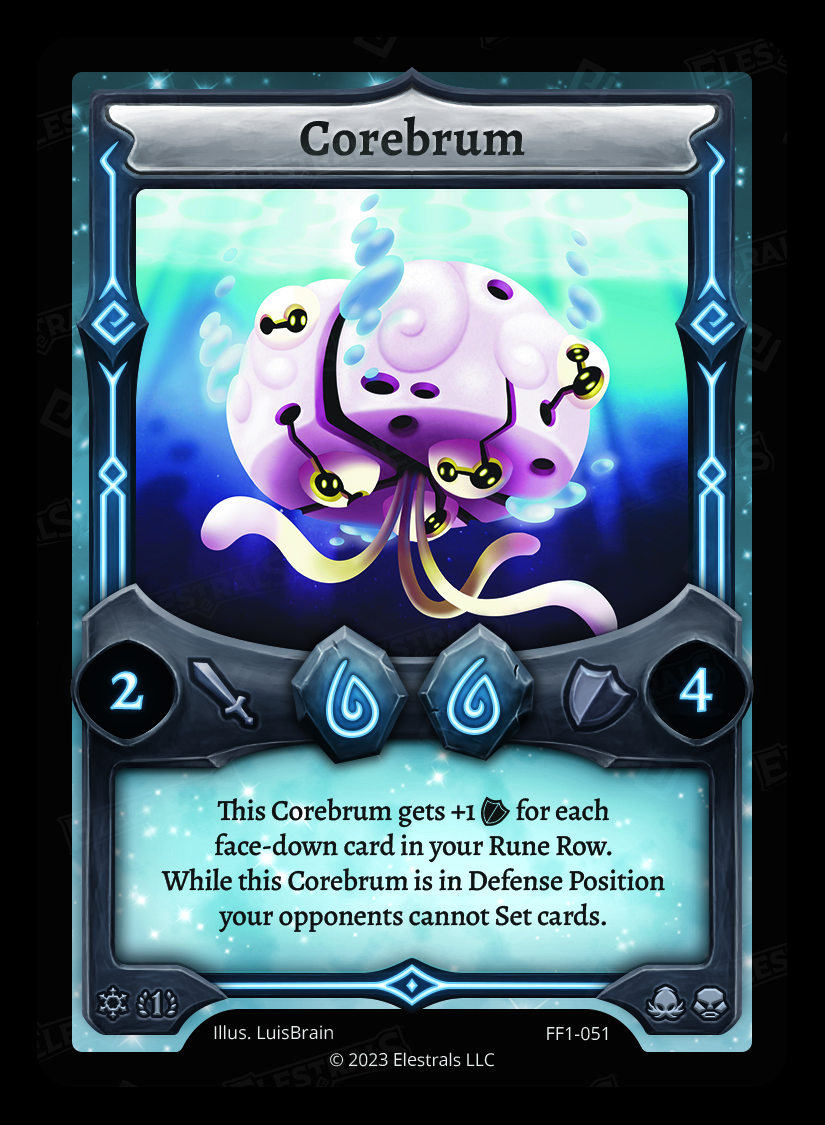 Corebrum
2
4
This Corebrum gets +1 for each
face-down card in your Rune Row.
While this Corebrum is in Defense Position
your opponents cannot Set cards.
1
Illus. LuisBrain
FF1-051
© 2023 Elestrals LLC